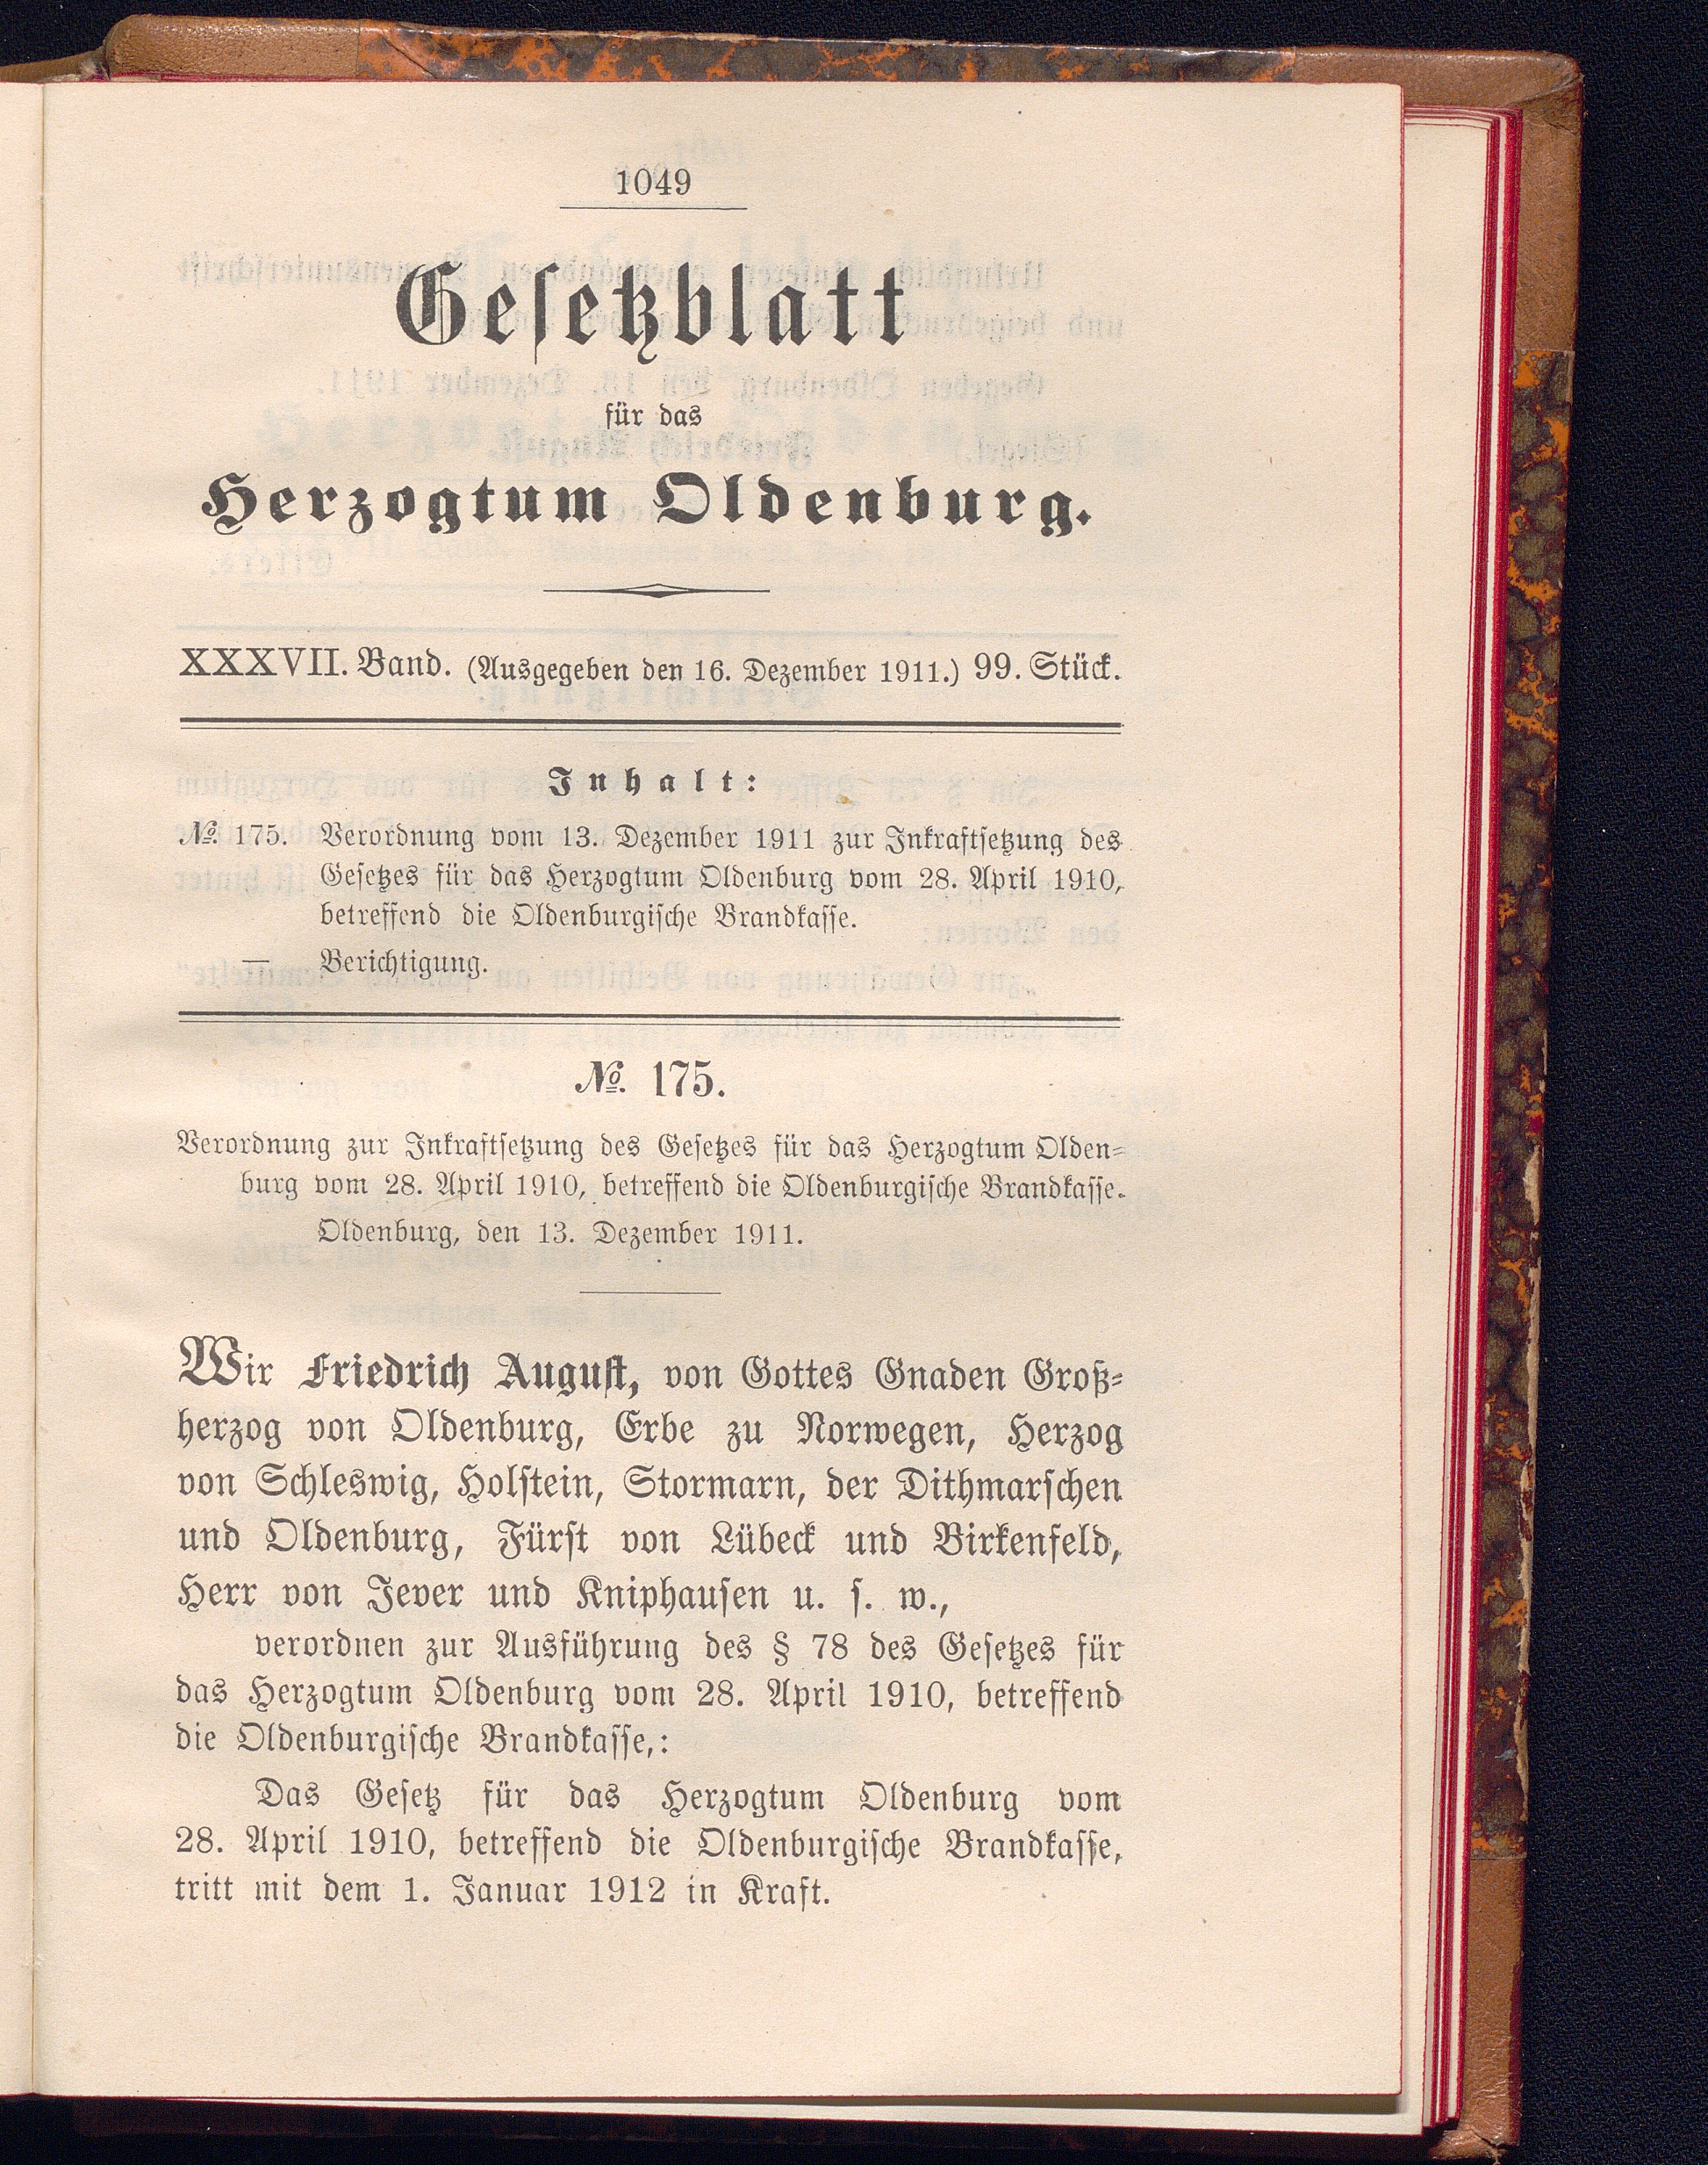 1049
Gesetzblatt
für das
Herzogtum Oldenburg.
XXXVII. Band. (Ausgegeben den 16. Dezember 1911.) 99. Stück.
Inhalt:
№. 175. Verordnung vom 13. Dezember 1911 zur Inkraftsetzung des
Gesetzes für das Herzogtum Oldenburg vom 28. April 1910,
betreffend die Oldenburgische Brandkasse.
— Berichtigung.
№. 175.
Verordnung zur Inkraftsetzung des Gesetzes für das Herzogtum Olden-
burg vom 28. April 1910, betreffend die Oldenburgische Brandkasse.
Oldenburg, den 13. Dezember 1911.
Wir Friedrich August, von Gottes Gnaden Groß-
herzog von Oldenburg, Erbe zu Norwegen, Herzog
von Schleswig, Holstein, Stormarn, der Dithmarschen
und Oldenburg, Fürst von Lübeck und Birkenfeld,
Herr von Jever und Kniphausen u. s. w.,
verordnen zur Ausführung des § 78 des Gesetzes für
das Herzogtum Oldenburg vom 28. April 1910, betreffend
die Oldenburgische Brandkasse,:
Das Gesetz für das Herzogtum Oldenburg vom
28. April 1910, betreffend die Oldenburgische Brandkasse,
tritt mit dem 1. Januar 1912 in Kraft.